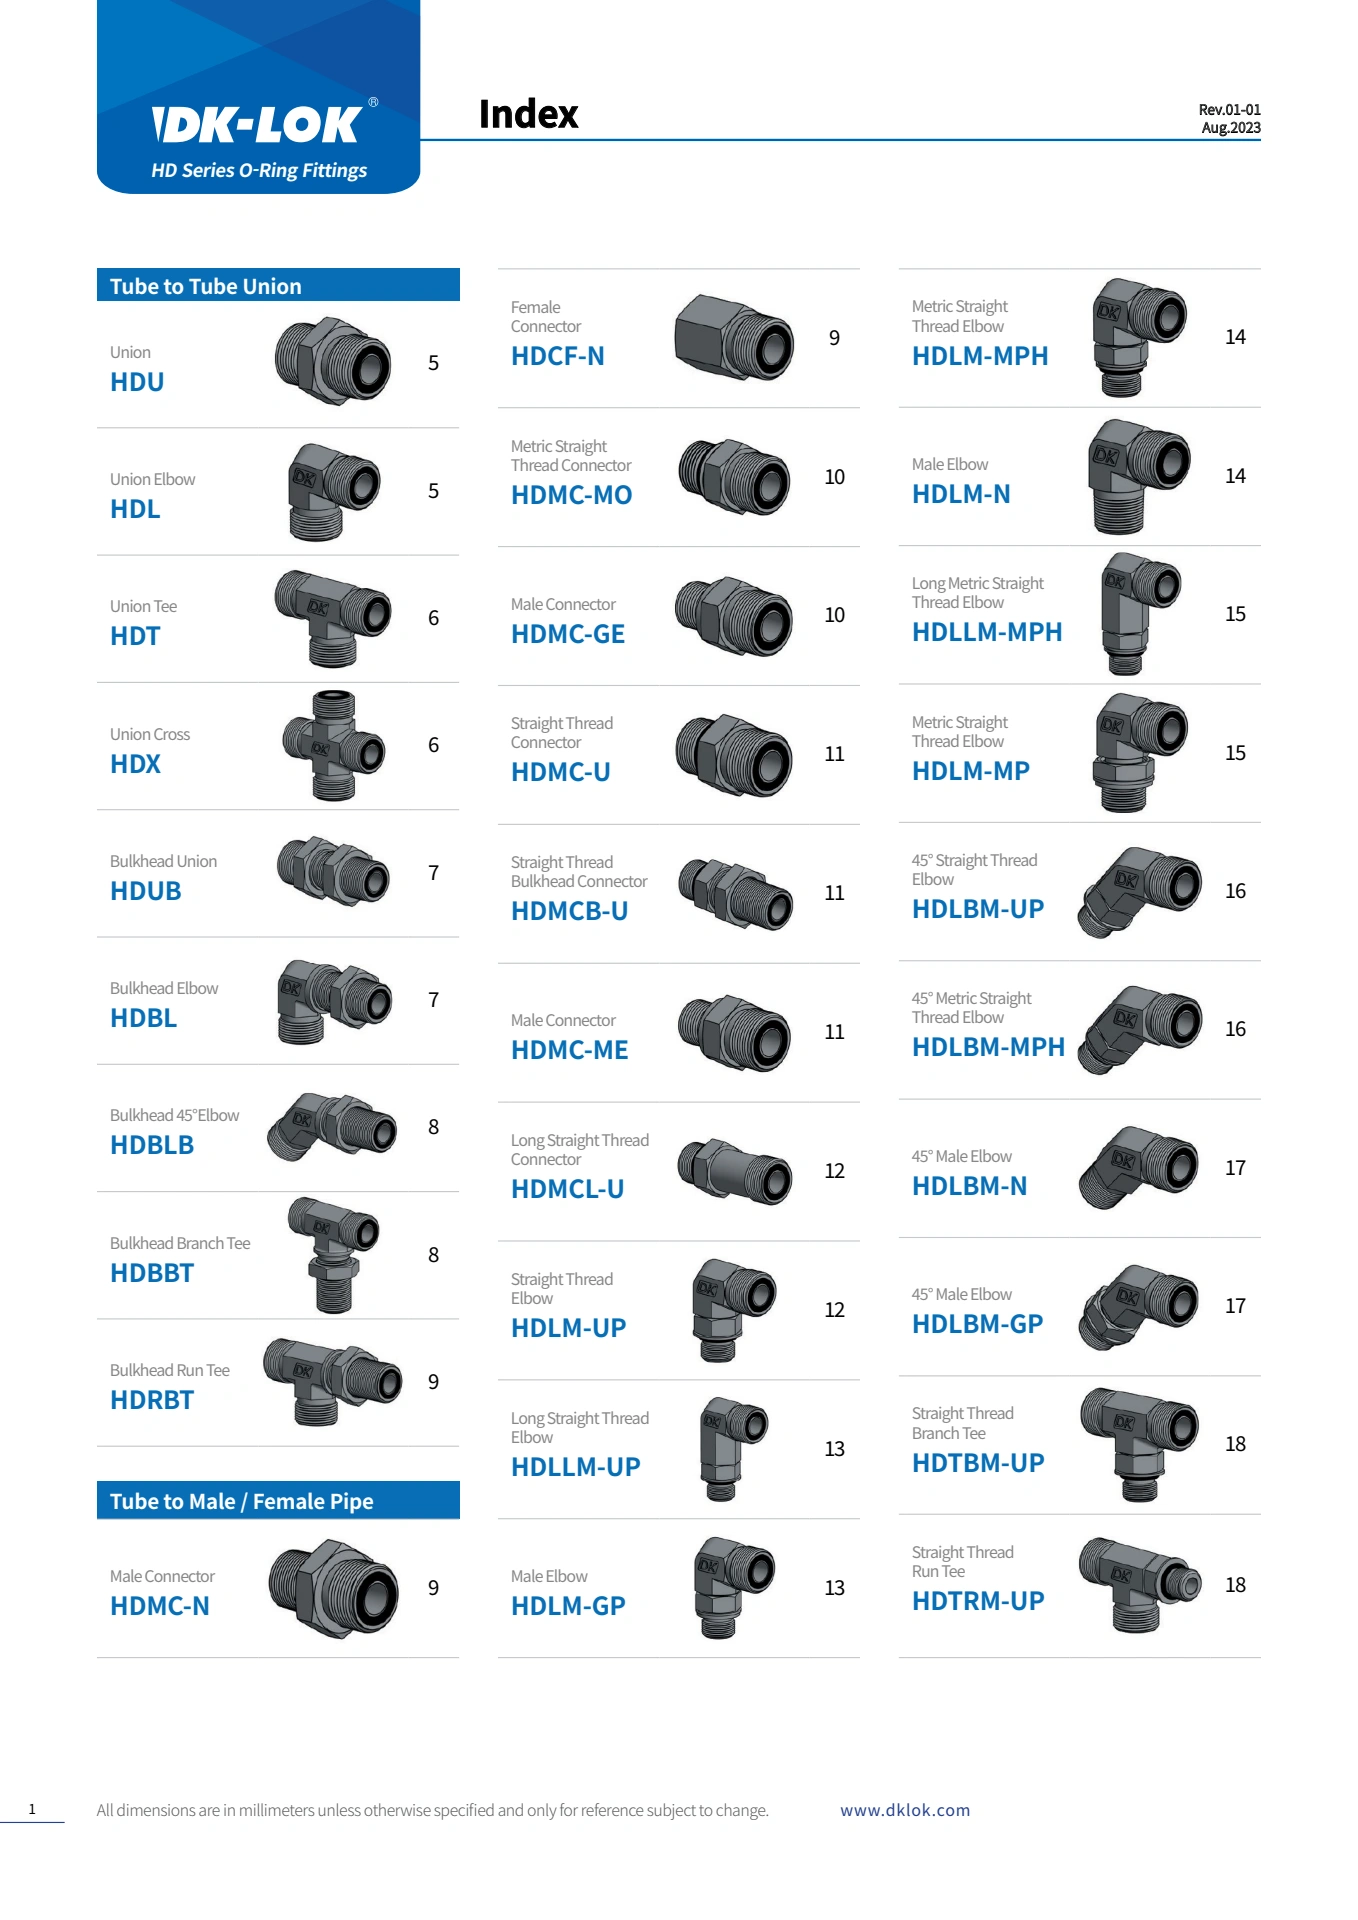 DK-LOK®
HD Series O-Ring Fittings
Index
Rev.01-01
Aug.2023
Tube to Tube Union
Union
HDU
5
Union Elbow
HDL
5
Union Tee
HDT
6
Union Cross
HDX
6
Bulkhead Union
HDUB
7
Bulkhead Elbow
HDBL
7
Bulkhead 45°Elbow
HDBLB
8
Bulkhead Branch Tee
HDBBT
8
Bulkhead Run Tee
HDRBT
9
Tube to Male / Female Pipe
Male Connector
HDMC-N
9
Female
Connector
HDCF-N
9
Metric Straight
Thread Connector
HDMC-MO
10
Male Connector
HDMC-GE
10
Straight Thread
Connector
HDMC-U
11
Straight Thread
Bulkhead Connector
HDMCB-U
11
Male Connector
HDMC-ME
11
Long Straight Thread
Connector
HDMCL-U
12
Straight Thread
Elbow
HDLM-UP
12
Long Straight Thread
Elbow
HDLLM-UP
13
Male Elbow
HDLM-GP
13
Metric Straight
Thread Elbow
HDLM-MPH
14
Male Elbow
HDLM-N
14
Long Metric Straight
Thread Elbow
HDLLM-MPH
15
Metric Straight
Thread Elbow
HDLM-MP
15
45° Straight Thread
Elbow
HDLBM-UP
16
45° Metric Straight
Thread Elbow
HDLBM-MPH
16
45° Male Elbow
HDLBM-N
17
45° Male Elbow
HDLBM-GP
17
Straight Thread
Branch Tee
HDTBM-UP
18
Straight Thread
Run Tee
HDTRM-UP
18
1
All dimensions are in millimeters unless otherwise specified and only for reference subject to change.
www.dklok.com